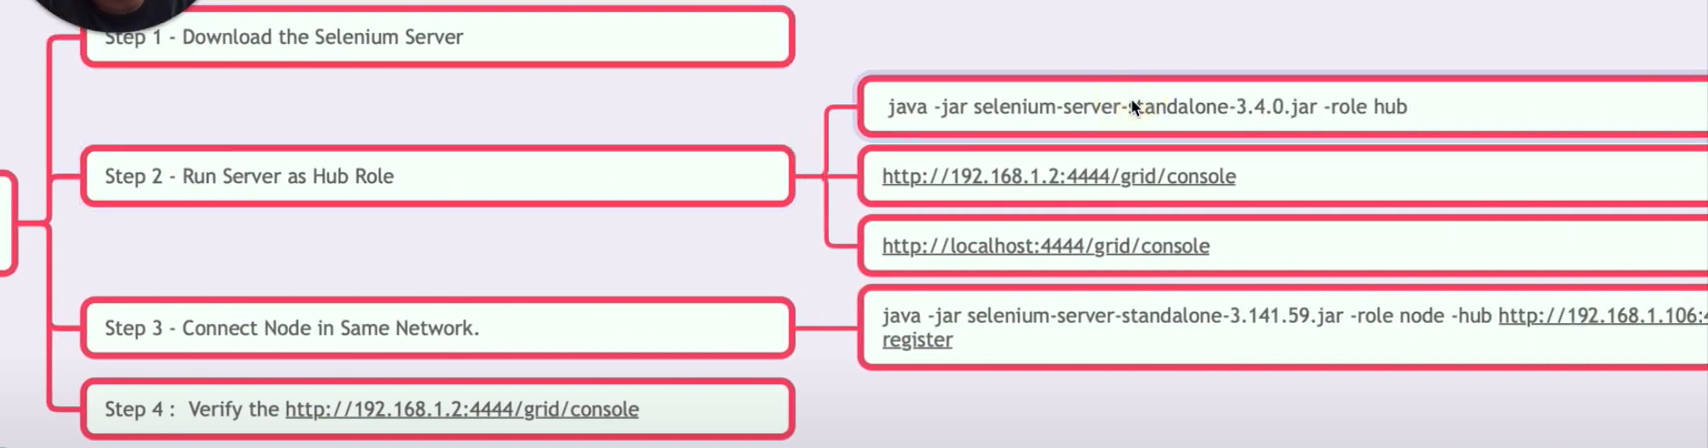 Step 1 - Download the Selenium Server
java -jar selenium-server-standalone-3.4.0.jar -role hub
Step 2 - Run Server as Hub Role
http://192.168.1.2:4444/grid/console
http://localhost:4444/grid/console
Step 3 - Connect Node in Same Network.
java -jar selenium-server-standalone-3.141.59.jar -role node -hub http://192.168.1.106:
register
Step 4 : Verify the http://192.168.1.2:4444/grid/console